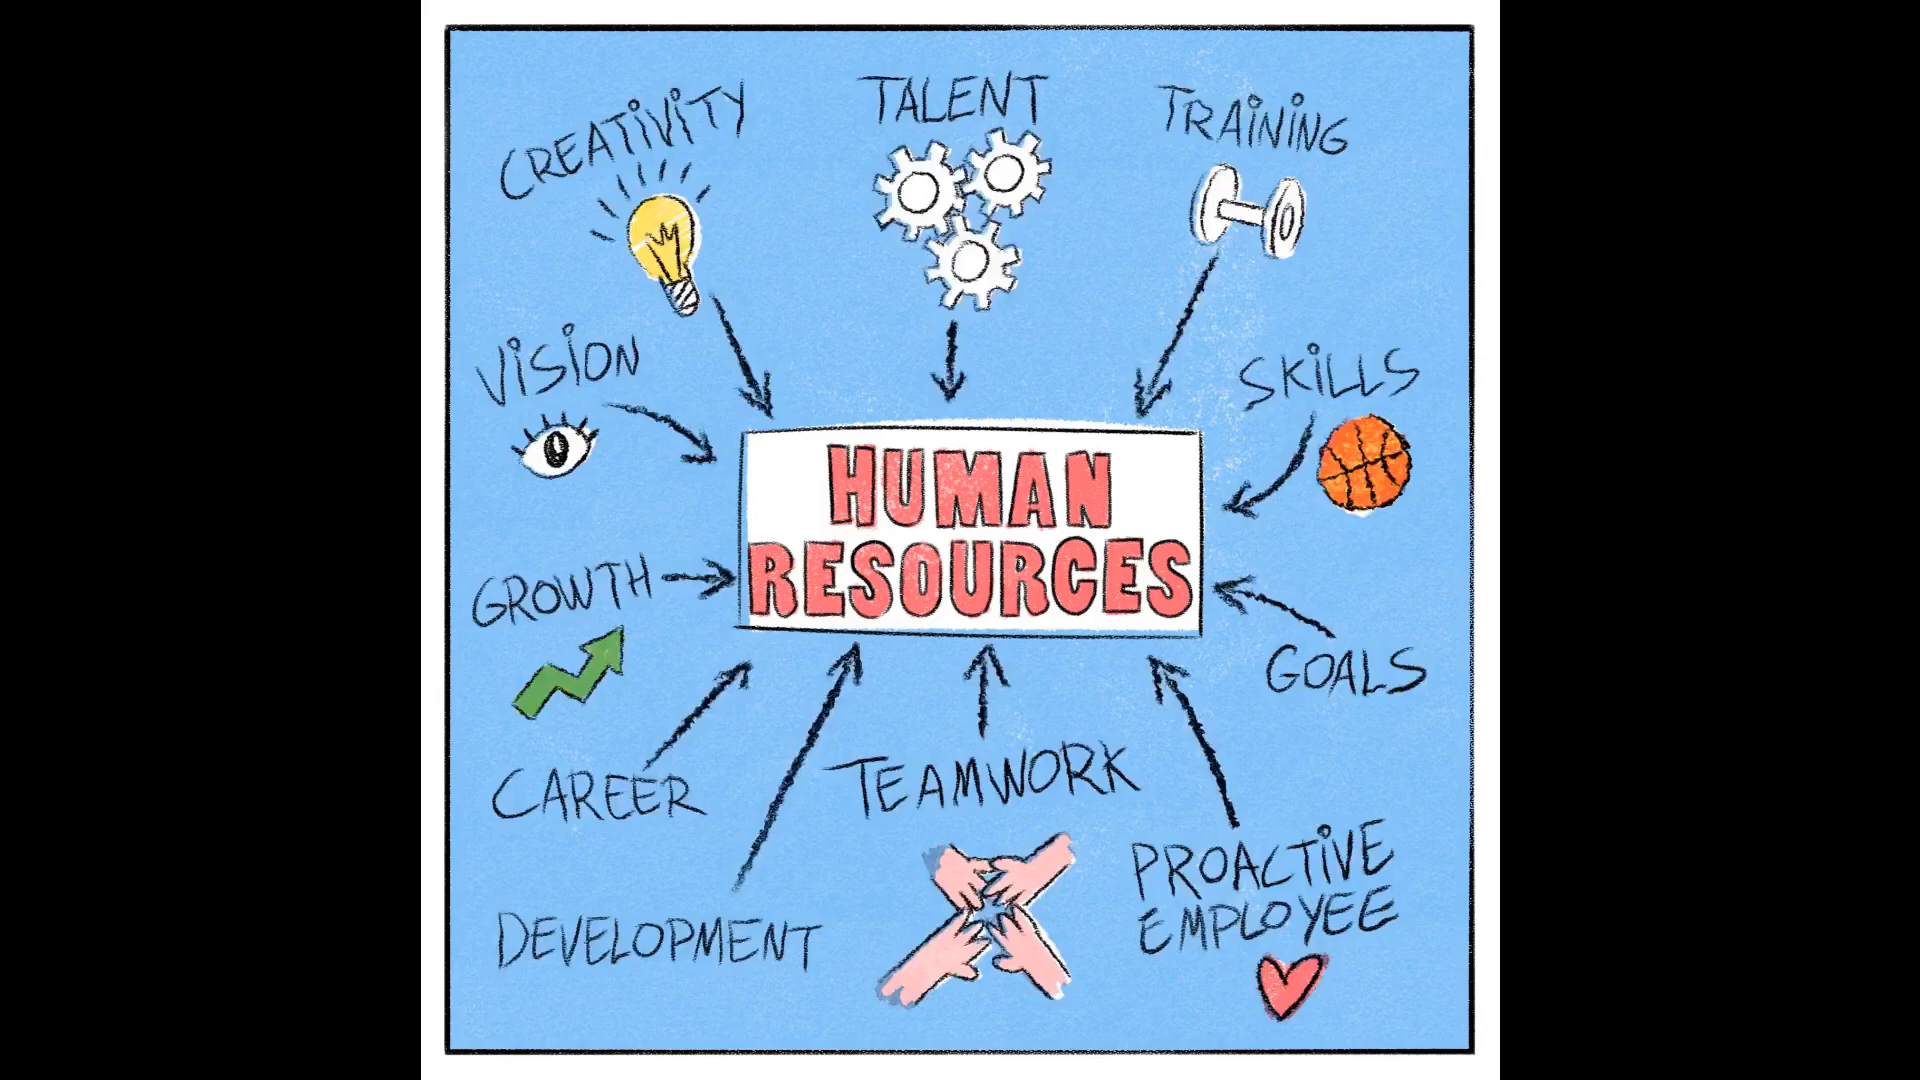 CREATIVITY
TALENT
TRAINING
VISION
SKILLS
HUMAN
RESOURCES
GROWTH
GOALS
CAREER
TEAMWORK
DEVELOPMENT
PROACTIVE
EMPLOYEE